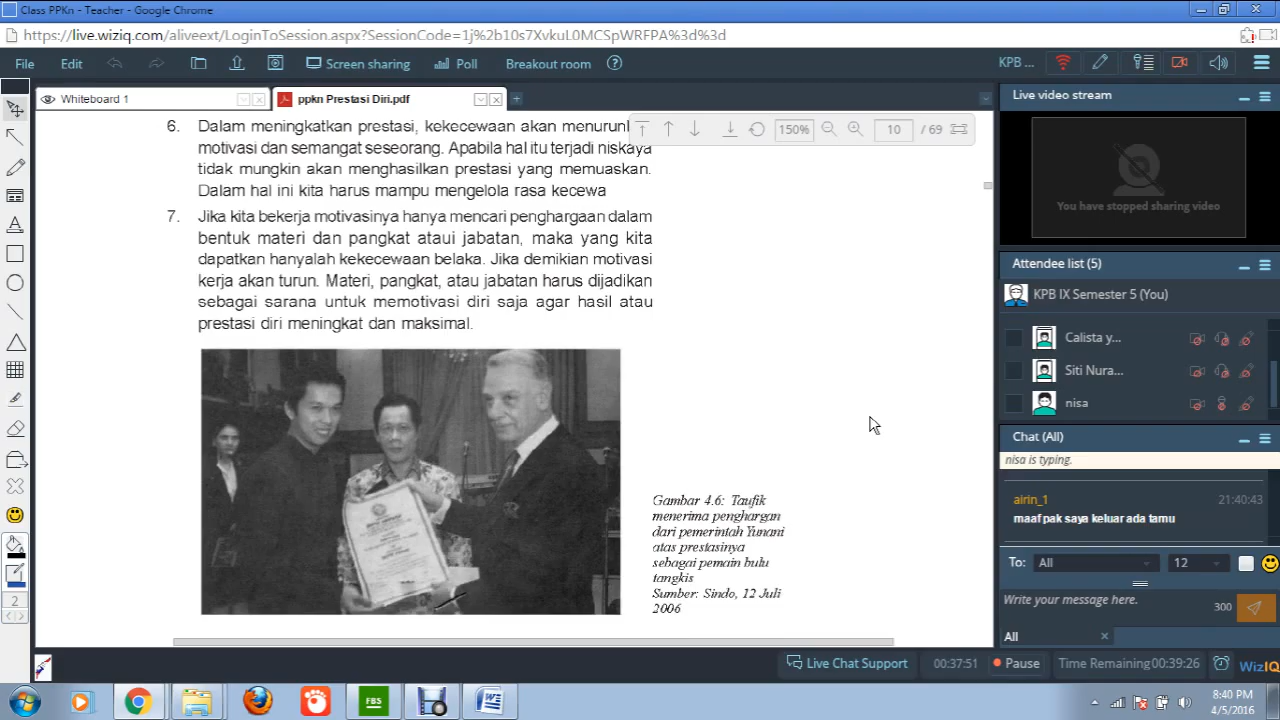 Class PPKn - Teacher - Google Chrome
https://live.wiziq.com/aliveext/LoginToSession.aspx?SessionCode=1j%2b10s7XvkuL0MCSpWRFPA%3d%3d
File Edit Screen sharing Poll Breakout room KPB ...
Whiteboard 1 ppkn Prestasi Diri.pdf
150% 10 / 69
6. Dalam meningkatkan prestasi, kekecewaan akan
motivasi dan semangat seseorang. Apabila hal itu terjadi niskaya
tidak mungkin akan menghasilkan prestasi yang memuaskan.
Dalam hal ini kita harus mampu mengelola rasa kecewa
7. Jika kita bekerja motivasinya hanya mencari penghargaan dalam
bentuk materi dan pangkat ataui jabatan, maka yang kita
dapatkan hanyalah kekecewaan belaka. Jika demikian motivasi
kerja akan turun. Materi, pangkat, atau jabatan harus dijadikan
sebagai sarana untuk memotivasi diri saja agar hasil atau
prestasi diri meningkat dan maksimal.
Gambar 4.6: Taufik
menerima penghargan
dari pemerintah Yunani
atas prestasinya
sebagai pemain bulu
tangkis
Sumber: Sindo, 12 Juli
2006
2
Live video stream
You have stopped sharing video
Attendee list (5)
KPB IX Semester 5 (You)
Calista y...
Siti Nura...
nisa
Chat (All)
nisa is typing.
airin_1 21:40:43
maaf pak saya keluar ada tamu
To: All 12
Write your message here. 300
All
Live Chat Support 00:37:51 Pause Time Remaining 00:39:26 WizIQ
FBS
8:40 PM
4/5/2016